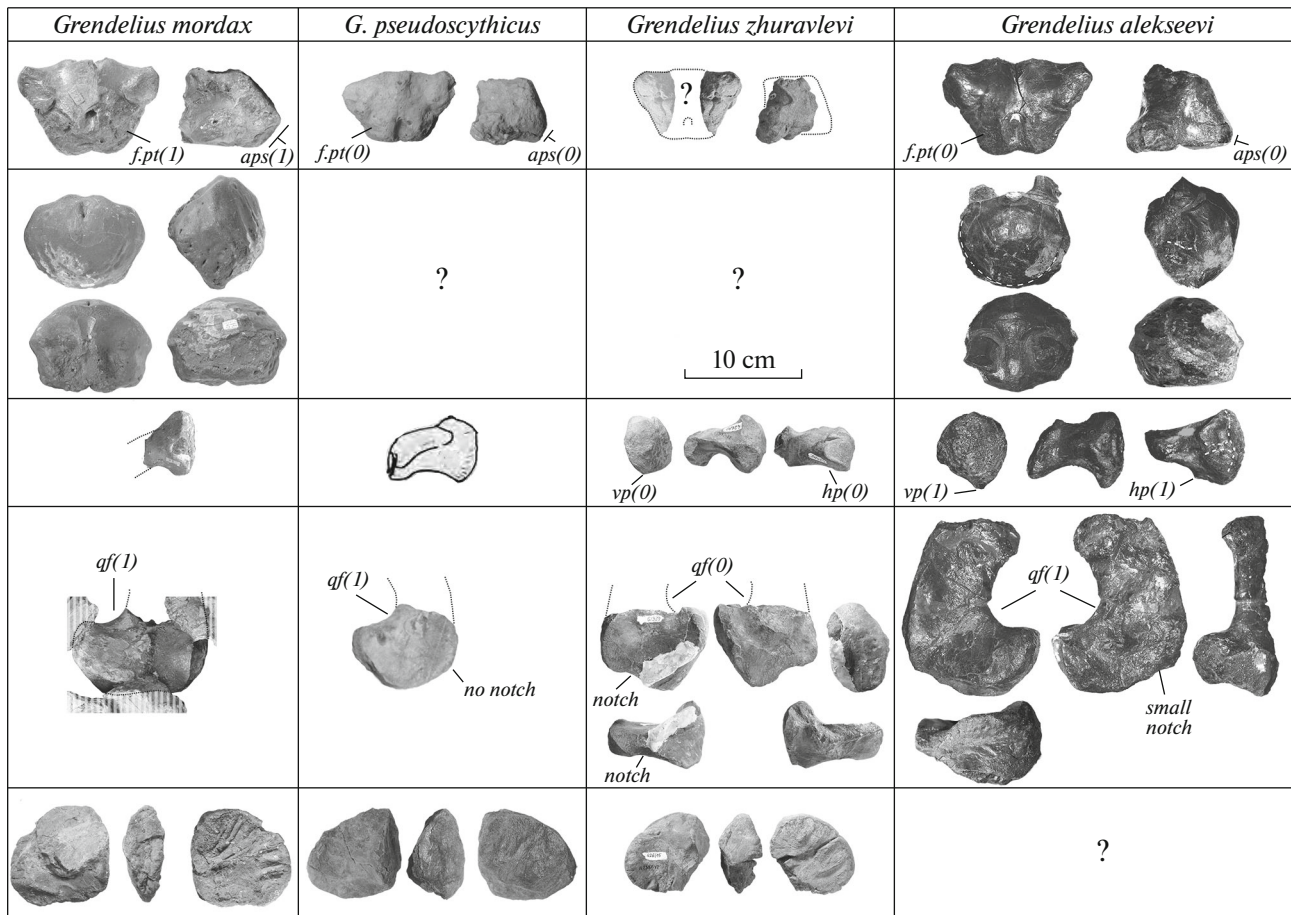 Grendelius mordax
G. pseudoscythicus
Grendelius zhuravlevi
Grendelius alekseevi
f.pt(1)
aps(1)
f.pt(0)
aps(0)
?
f.pt(0)
aps(0)
?
?
10 cm
vp(0)
hp(0)
vp(1)
hp(1)
qf(1)
qf(1)
no notch
qf(0)
notch
notch
qf(1)
small
notch
?